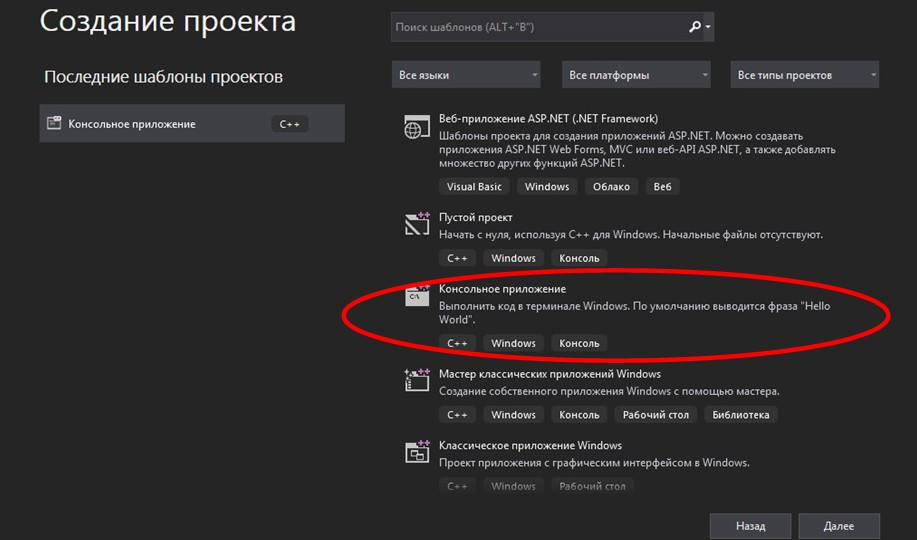 Создание проекта
Поиск шаблонов (ALT+"B")
Последние шаблоны проектов
Все языки
Все платформы
Все типы проектов
Консольное приложение
C++
Веб-приложение ASP.NET (.NET Framework)
Шаблоны проекта для создания приложений ASP.NET. Можно создавать
приложения ASP.NET Web Forms, MVC или веб-API ASP.NET, а также добавлять
множество других функций ASP.NET.
Visual Basic Windows Облако Веб
Пустой проект
Начать с нуля, используя C++ для Windows. Начальные файлы отсутствуют.
C++ Windows Консоль
Консольное приложение
Выполнить код в терминале Windows. По умолчанию выводится фраза "Hello
World".
C++ Windows Консоль
Мастер классических приложений Windows
Создание собственного приложения Windows с помощью мастера.
C++ Windows Консоль Рабочий стол Библиотека
Классическое приложение Windows
Проект приложения с графическим интерфейсом в Windows.
C++ Windows Рабочий стол
Назад
Далее